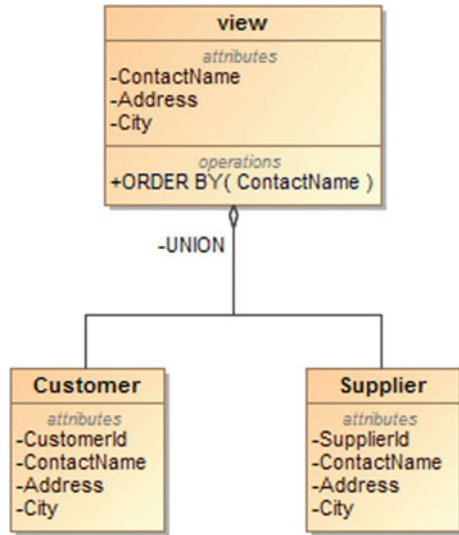 view
attributes
-ContactName
-Address
-City
operations
+ORDER BY( ContactName )
-UNION
Customer
attributes
-CustomerId
-ContactName
-Address
-City
Supplier
attributes
-SupplierId
-ContactName
-Address
-City